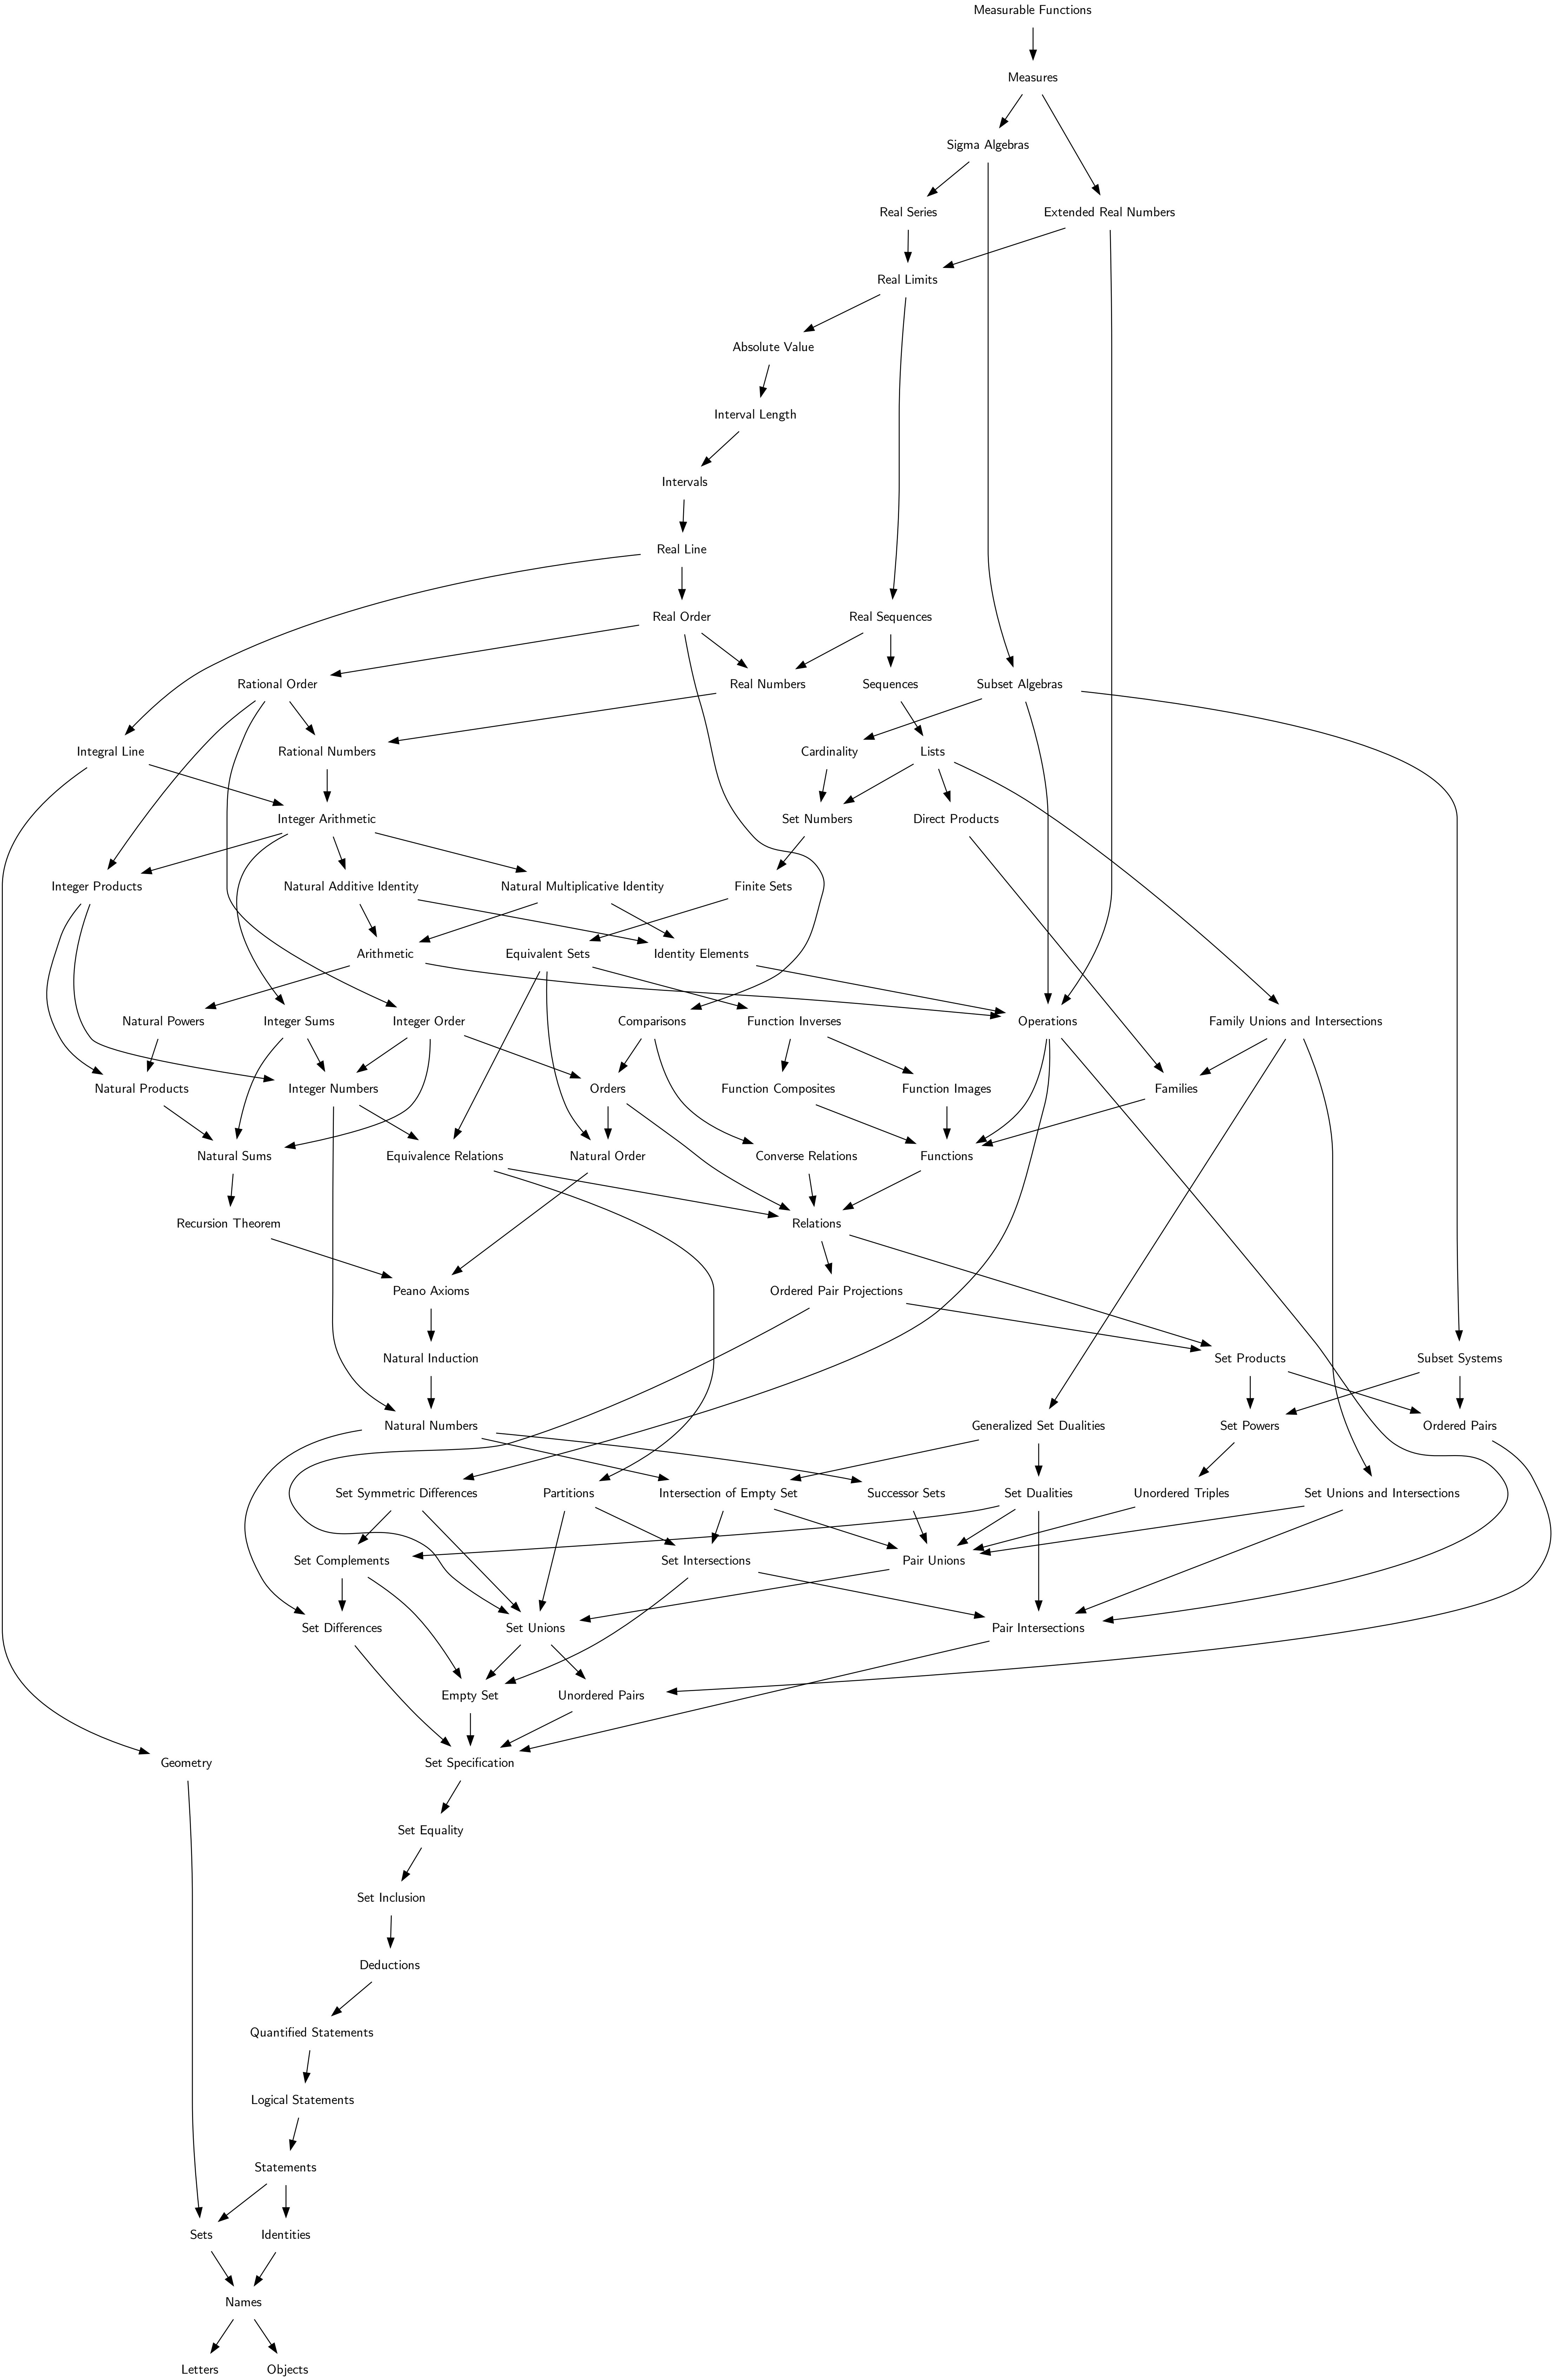 Measurable Functions
Measures
Sigma Algebras
Real Series
Extended Real Numbers
Real Limits
Absolute Value
Interval Length
Intervals
Real Line
Real Order
Real Sequences
Rational Order
Real Numbers
Sequences
Subset Algebras
Integral Line
Rational Numbers
Cardinality
Lists
Integer Arithmetic
Set Numbers
Direct Products
Integer Products
Natural Additive Identity
Natural Multiplicative Identity
Finite Sets
Arithmetic
Equivalent Sets
Identity Elements
Natural Powers
Integer Sums
Integer Order
Comparisons
Function Inverses
Operations
Family Unions and Intersections
Natural Products
Integer Numbers
Orders
Function Composites
Function Images
Families
Natural Sums
Equivalence Relations
Natural Order
Converse Relations
Functions
Recursion Theorem
Relations
Peano Axioms
Ordered Pair Projections
Natural Induction
Set Products
Subset Systems
Natural Numbers
Generalized Set Dualities
Set Powers
Ordered Pairs
Set Symmetric Differences
Partitions
Intersection of Empty Set
Successor Sets
Set Dualities
Unordered Triples
Set Unions and Intersections
Set Complements
Set Intersections
Pair Unions
Set Differences
Set Unions
Pair Intersections
Empty Set
Unordered Pairs
Geometry
Set Specification
Set Equality
Set Inclusion
Deductions
Quantified Statements
Logical Statements
Statements
Sets
Identities
Names
Letters
Objects